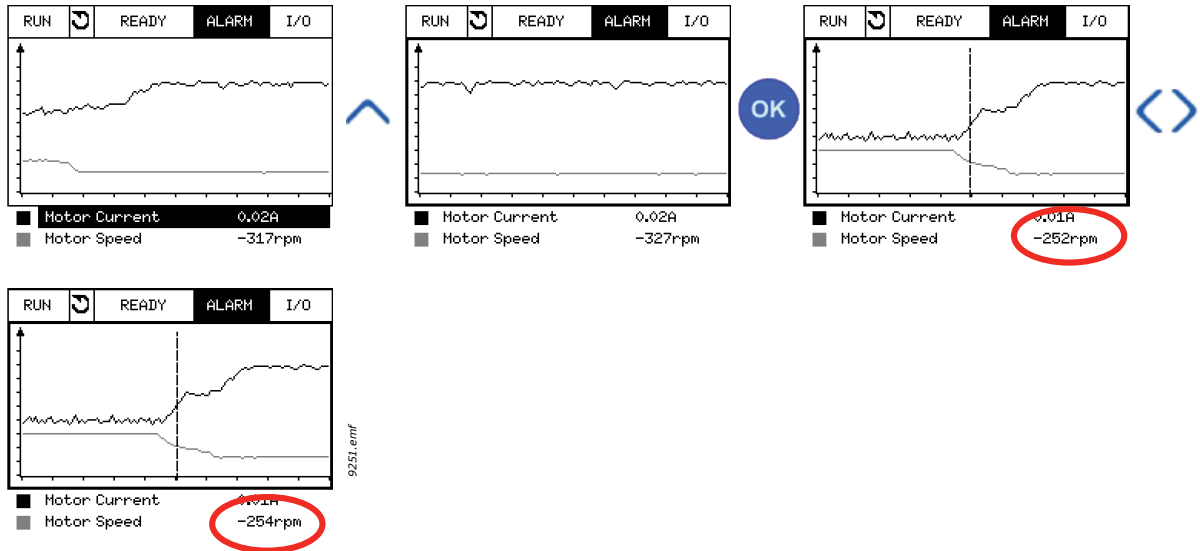 RUN READY ALARM I/O
Motor Current 0.02A
Motor Speed -317rpm
RUN READY ALARM I/O
Motor Current 0.02A
Motor Speed -327rpm
OK
RUN READY ALARM I/O
Motor Current 0.01A
Motor Speed -252rpm
RUN READY ALARM I/O
Motor Current 0.01A
Motor Speed -254rpm
9251.emf